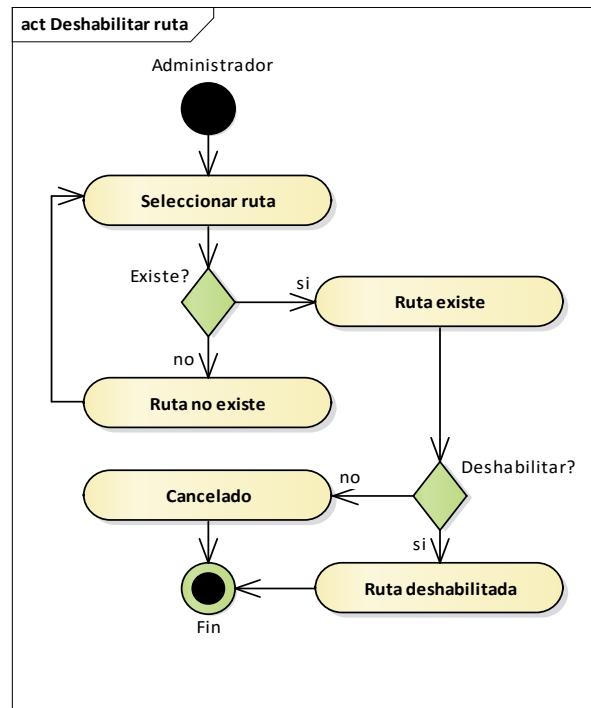 act Deshabilitar ruta
Administrador
Seleccionar ruta
Existe?
si
Ruta existe
no
Ruta no existe
Deshabilitar?
no
Cancelado
si
Ruta deshabilitada
Fin